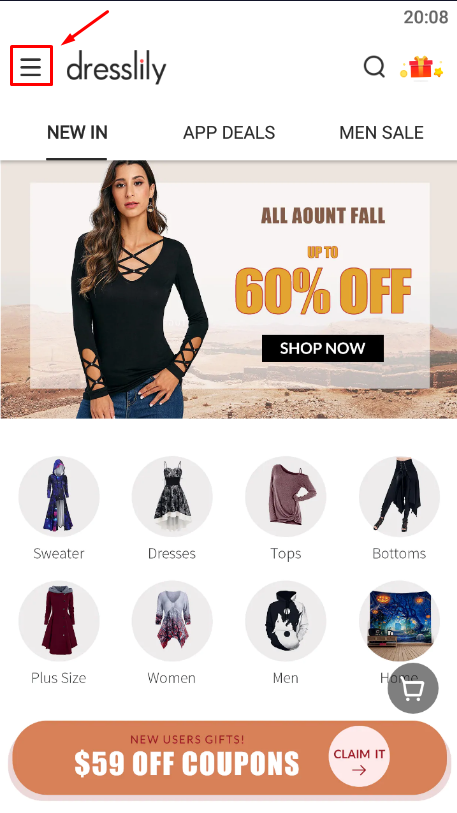 20:08
dresslily
NEW IN APP DEALS MEN SALE
ALL AOUNT FALL
UP TO
60% OFF
SHOP NOW
Sweater Dresses Tops Bottoms
Plus Size Women Men Home
NEW USERS GIFTS!
$59 OFF COUPONS
CLAIM IT